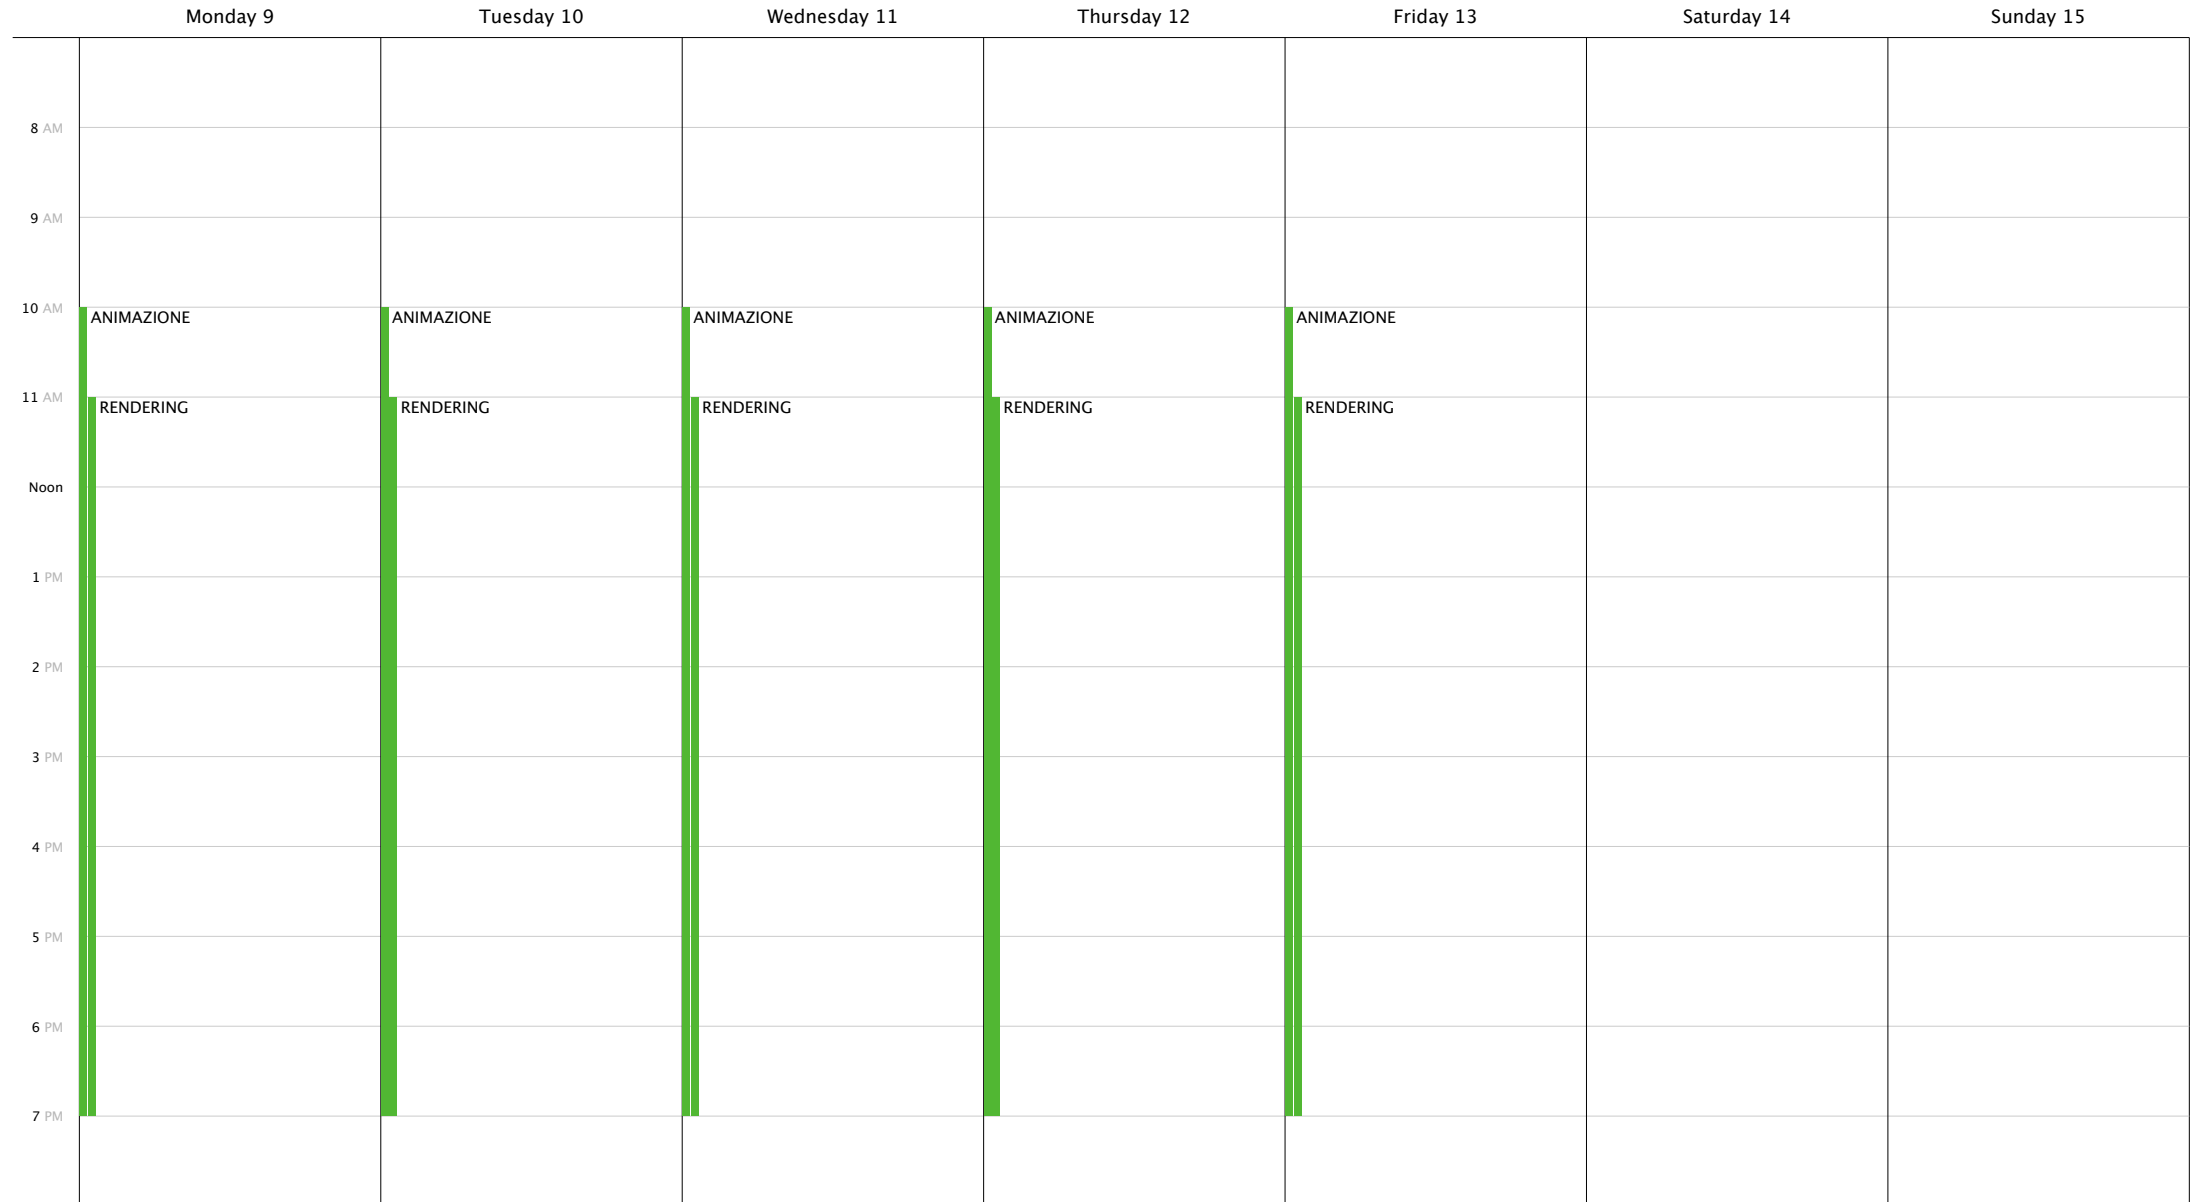 Monday 9 Tuesday 10 Wednesday 11 Thursday 12 Friday 13 Saturday 14 Sunday 15
8 AM
9 AM
10 AM ANIMAZIONE ANIMAZIONE ANIMAZIONE ANIMAZIONE ANIMAZIONE
11 AM RENDERING RENDERING RENDERING RENDERING RENDERING
Noon
1 PM
2 PM
3 PM
4 PM
5 PM
6 PM
7 PM